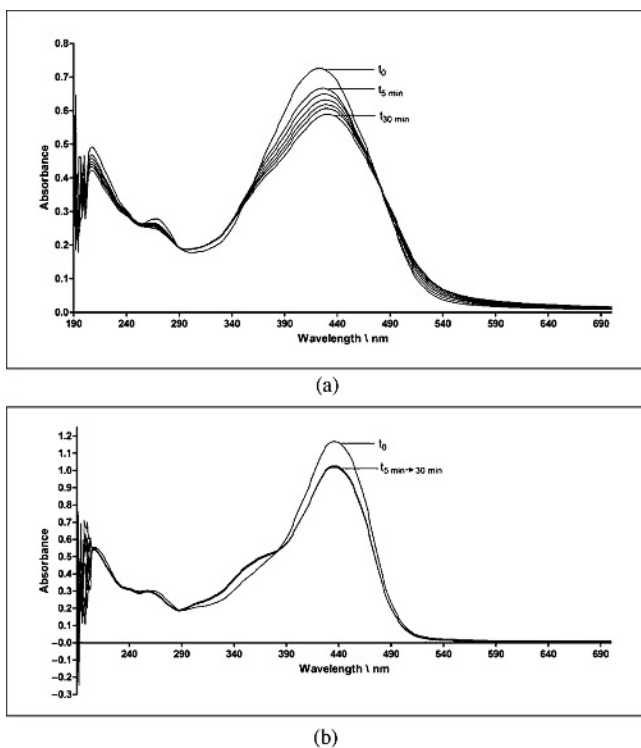 0.8
0.7
0.6
0.5
0.4
0.3
0.2
0.1
0.0
Absorbance
t0
t5 min
t30 min
190 240 290 340 390 440 490 540 590 640 690
Wavelength \ nm
(a)
1.2
1.1
1.0
0.9
0.8
0.7
0.6
0.5
0.4
0.3
0.2
0.1
−0.0
−0.1
−0.2
−0.3
Absorbance
t0
t5 min→30 min
240 290 340 390 440 490 540 590 640 690
Wavelength \ nm
(b)